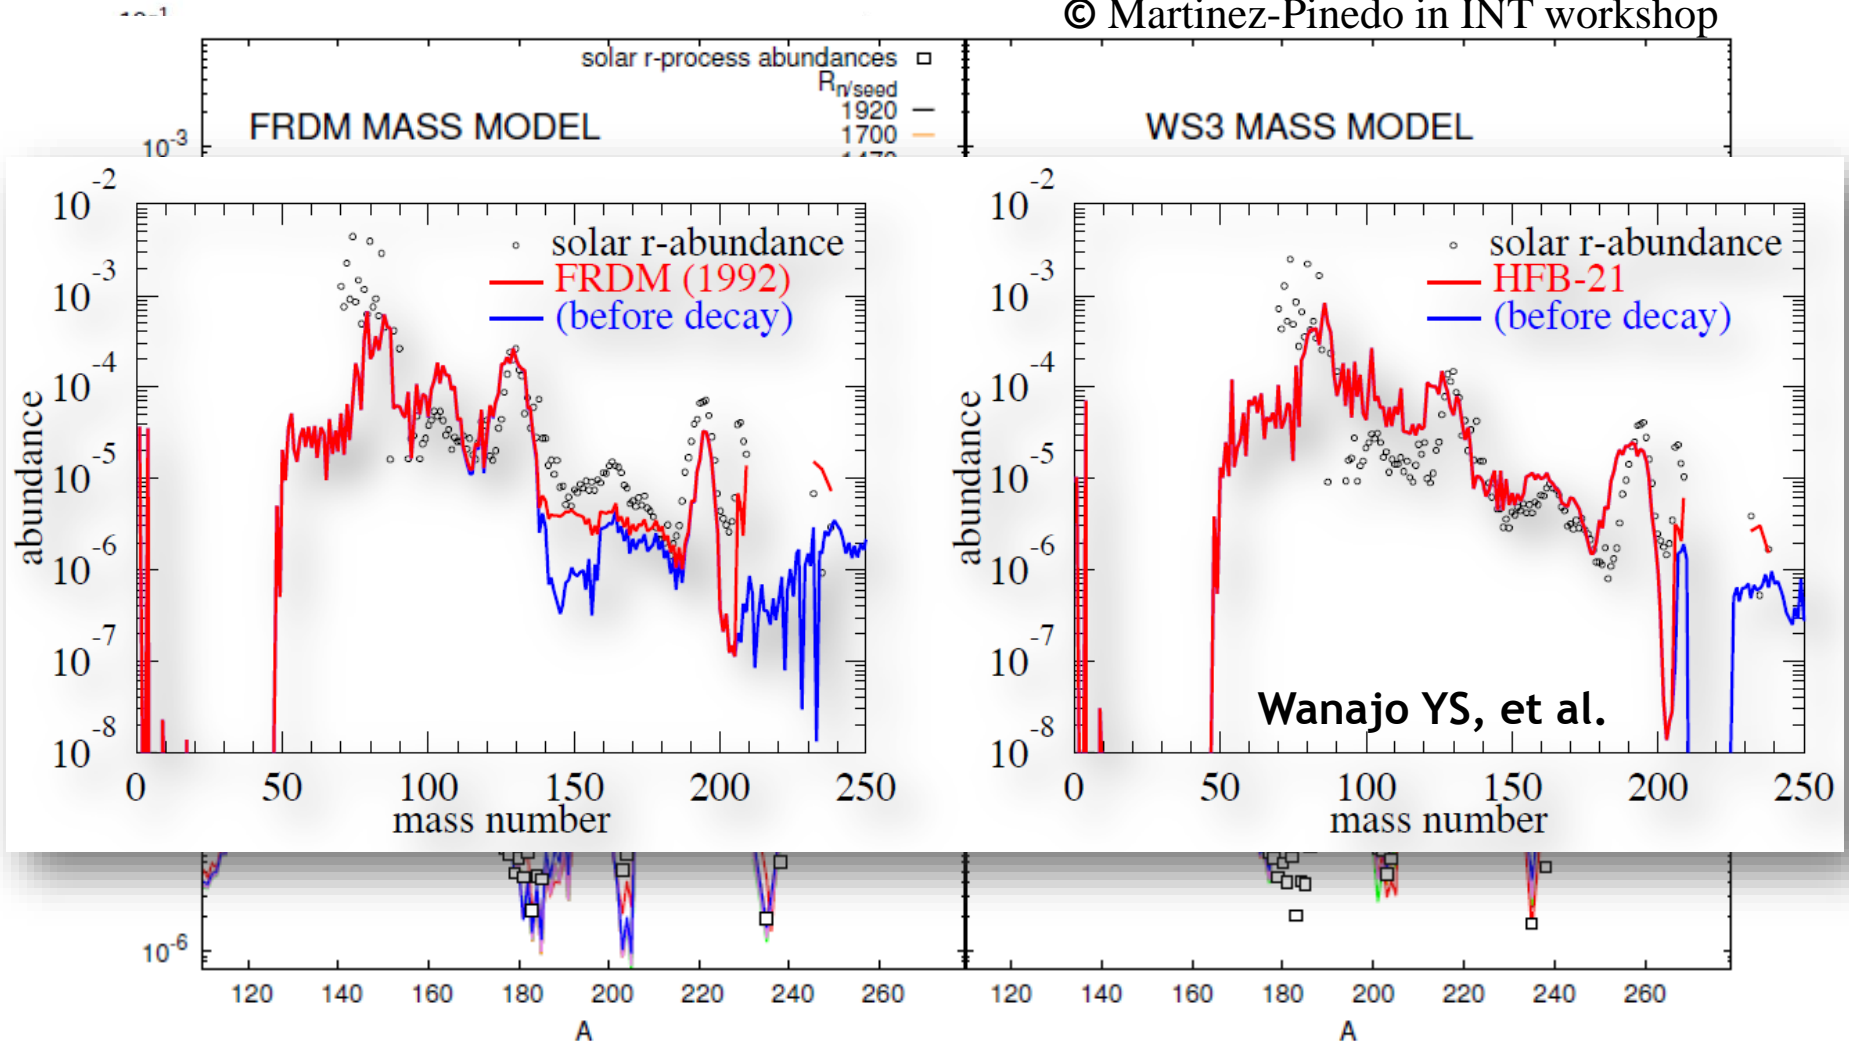 © Martinez-Pinedo in INT workshop
solar r-process abundances
R_n/seed
1920
1700
FRDM MASS MODEL
WS3 MASS MODEL
10^-3
10^-2
10^-3
10^-4
10^-5
10^-6
10^-7
10^-8
abundance
solar r-abundance
FRDM (1992)
(before decay)
0 50 100 150 200 250
mass number
10^-2
10^-3
10^-4
10^-5
10^-6
10^-7
10^-8
abundance
solar r-abundance
HFB-21
(before decay)
Wanajo YS, et al.
0 50 100 150 200 250
mass number
10^-6
120 140 160 180 200 220 240 260
A
120 140 160 180 200 220 240 260
A